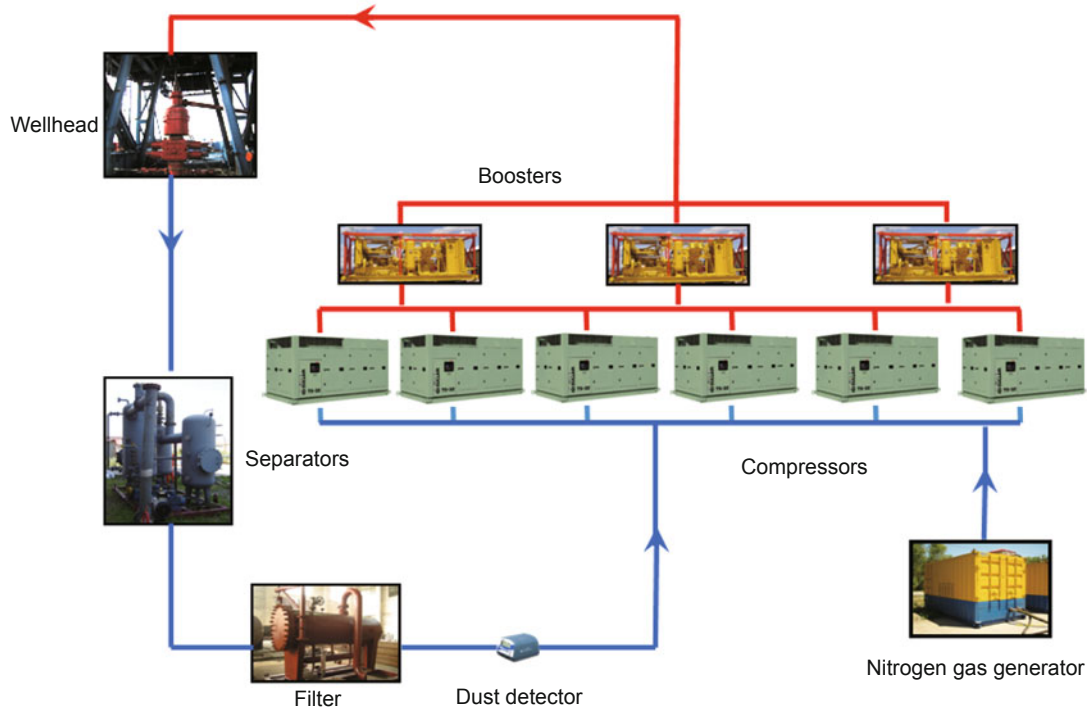 Wellhead
Boosters
Separators
Compressors
Filter
Dust detector
Nitrogen gas generator